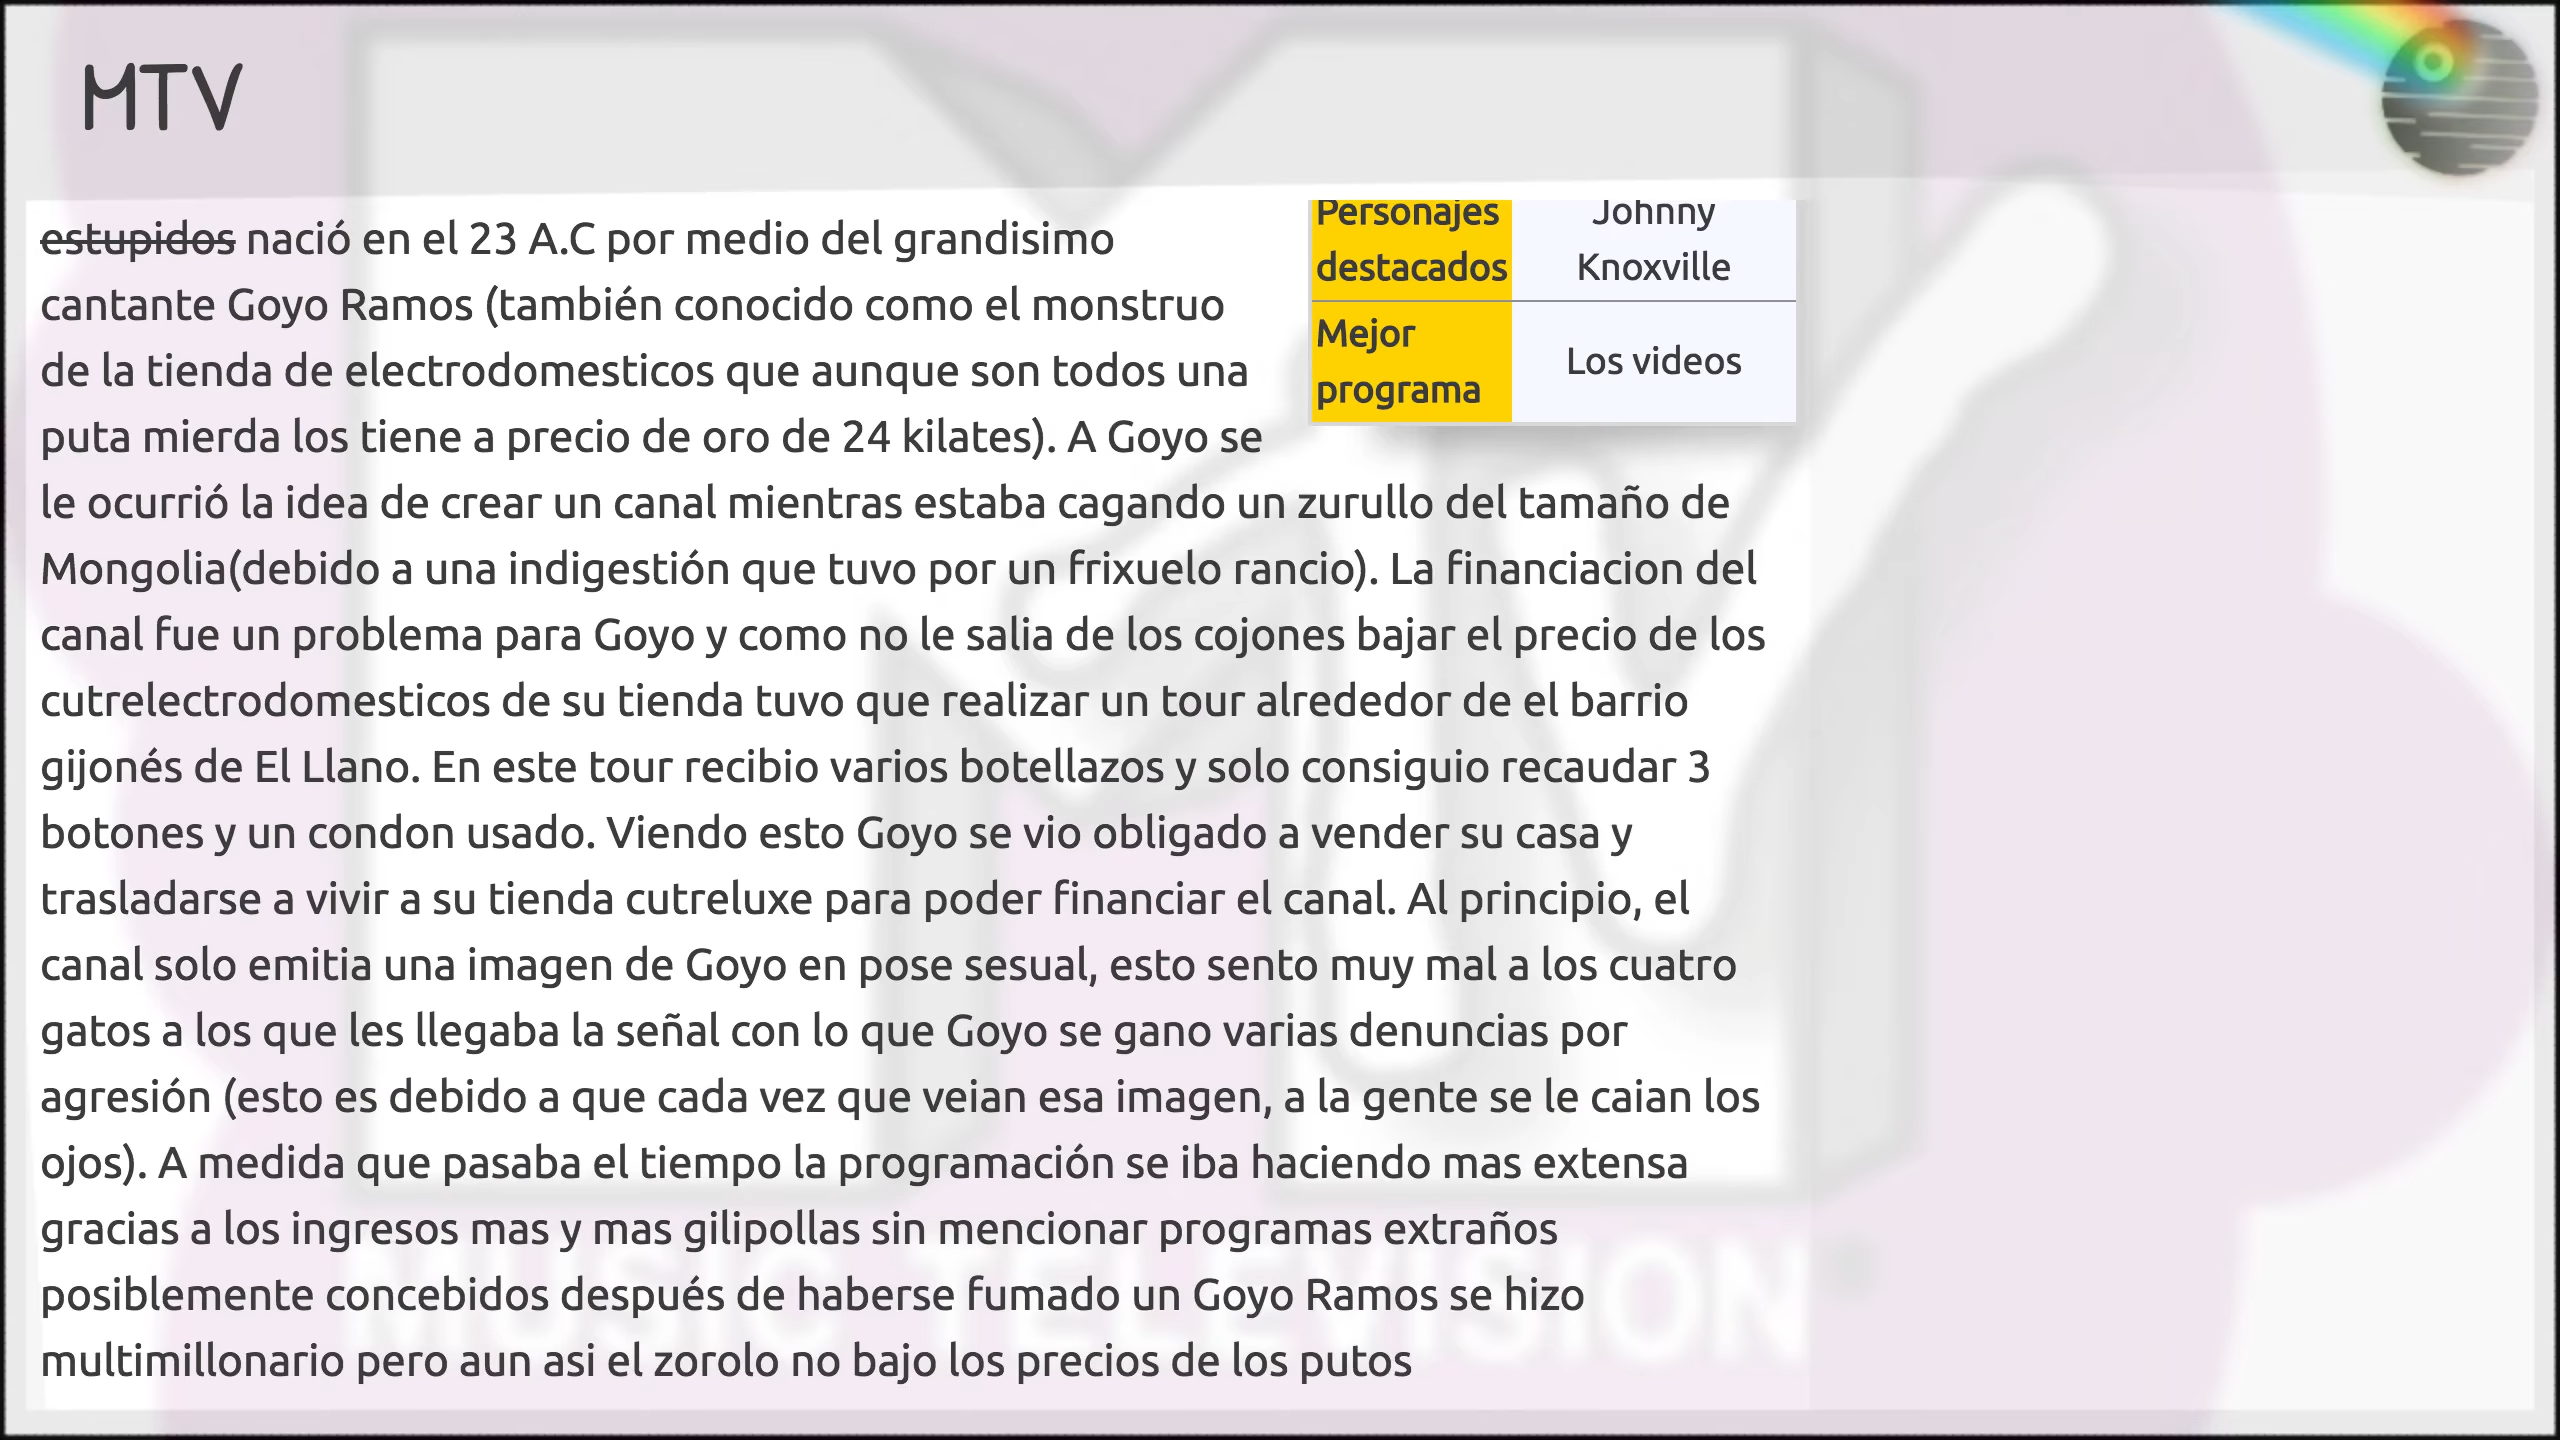 MTV
estupidos nació en el 23 A.C por medio del grandisimo
cantante Goyo Ramos (también conocido como el monstruo
de la tienda de electrodomesticos que aunque son todos una
puta mierda los tiene a precio de oro de 24 kilates). A Goyo se
le ocurrió la idea de crear un canal mientras estaba cagando un zurullo del tamaño de
Mongolia(debido a una indigestión que tuvo por un frixuelo rancio). La financiacion del
canal fue un problema para Goyo y como no le salia de los cojones bajar el precio de los
cutrelectrodomesticos de su tienda tuvo que realizar un tour alrededor de el barrio
gijonés de El Llano. En este tour recibio varios botellazos y solo consiguio recaudar 3
botones y un condon usado. Viendo esto Goyo se vio obligado a vender su casa y
trasladarse a vivir a su tienda cutreluxe para poder financiar el canal. Al principio, el
canal solo emitia una imagen de Goyo en pose sesual, esto sento muy mal a los cuatro
gatos a los que les llegaba la señal con lo que Goyo se gano varias denuncias por
agresión (esto es debido a que cada vez que veian esa imagen, a la gente se le caian los
ojos). A medida que pasaba el tiempo la programación se iba haciendo mas extensa
gracias a los ingresos mas y mas gilipollas sin mencionar programas extraños
posiblemente concebidos después de haberse fumado un Goyo Ramos se hizo
multimillonario pero aun asi el zorolo no bajo los precios de los putos
Personajes
destacados
Johnny
Knoxville
Mejor
programa
Los videos
MUSIC TELEVISION